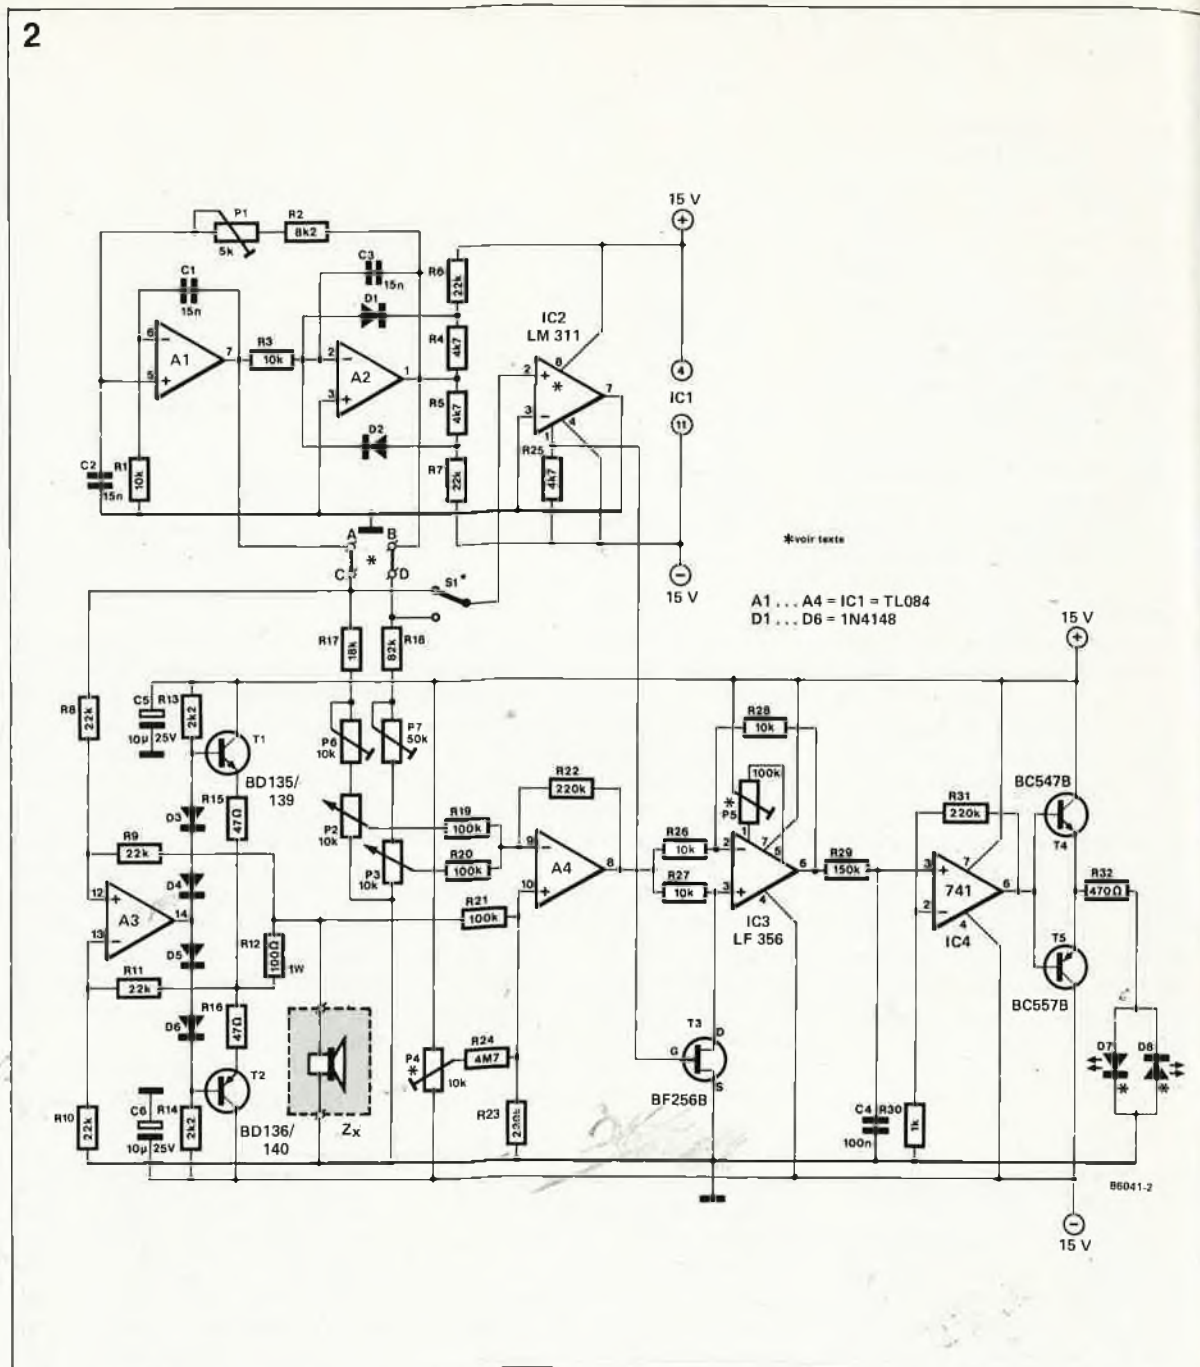 2
15 V
+
P1
5k
R2
8k2
C1
15n
C3
15n
R6
22k
D1
IC2
LM 311
R3
10k
R4
4k7
A1
6
5
7
−
+
A2
2
3
1
−
+
R5
4k7
D2
R7
22k
2
3
8
7
1
4
+
−
*
R25
4k7
4
IC1
11
C2
15n
R1
10k
A
B
*
C
D
S1*
*voir texte
−
15 V
A1 . . . A4 = IC1 = TL084
D1 . . . D6 = 1N4148
15 V
+
R17
18k
R18
82k
R8
22k
C5
10µ 25V
R13
2k2
T1
BD135/
139
P6
10k
P7
50k
R28
10k
100k
*
P5
BC547B
T4
D3
R15
47Ω
P2
10k
R19
100k
R22
220k
R31
220k
R9
22k
P3
10k
R20
100k
A4
9
10
8
−
+
R26
10k
R27
10k
2
3
1
7
5
6
4
−
+
IC3
LF 356
R29
150k
3
2
7
6
4
+
−
741
IC4
R32
470Ω
D4
A3
12
13
14
+
−
R21
100k
D5
R12
100Ω
1W
R11
22k
T5
BC557B
R16
47Ω
D6
P4
*
10k
R24
4M7
T3
D
G
S
BF256B
D7
*
D8
*
T2
R10
22k
C6
10µ 25V
R14
2k2
BD136/
140
Zx
R23
220k
C4
100n
R30
1k
86041-2
−
15 V